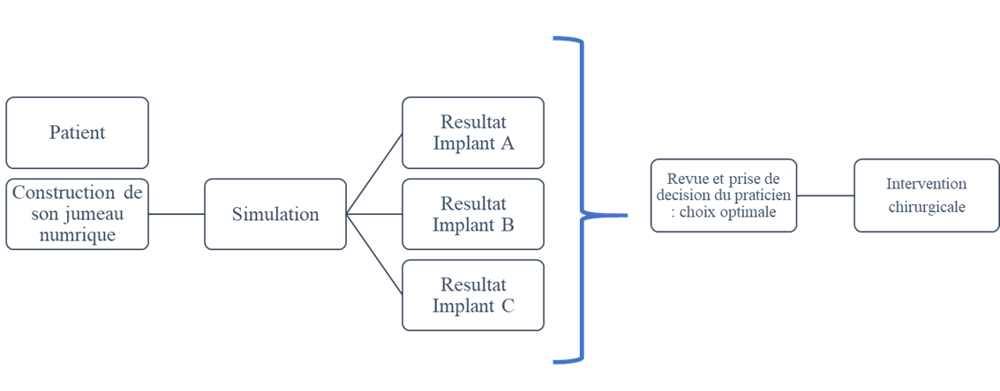 Patient
Construction de
son jumeau
numrique
Simulation
Resultat
Implant A
Resultat
Implant B
Resultat
Implant C
Revue et prise de
decision du praticien
: choix optimale
Intervention
chirurgicale